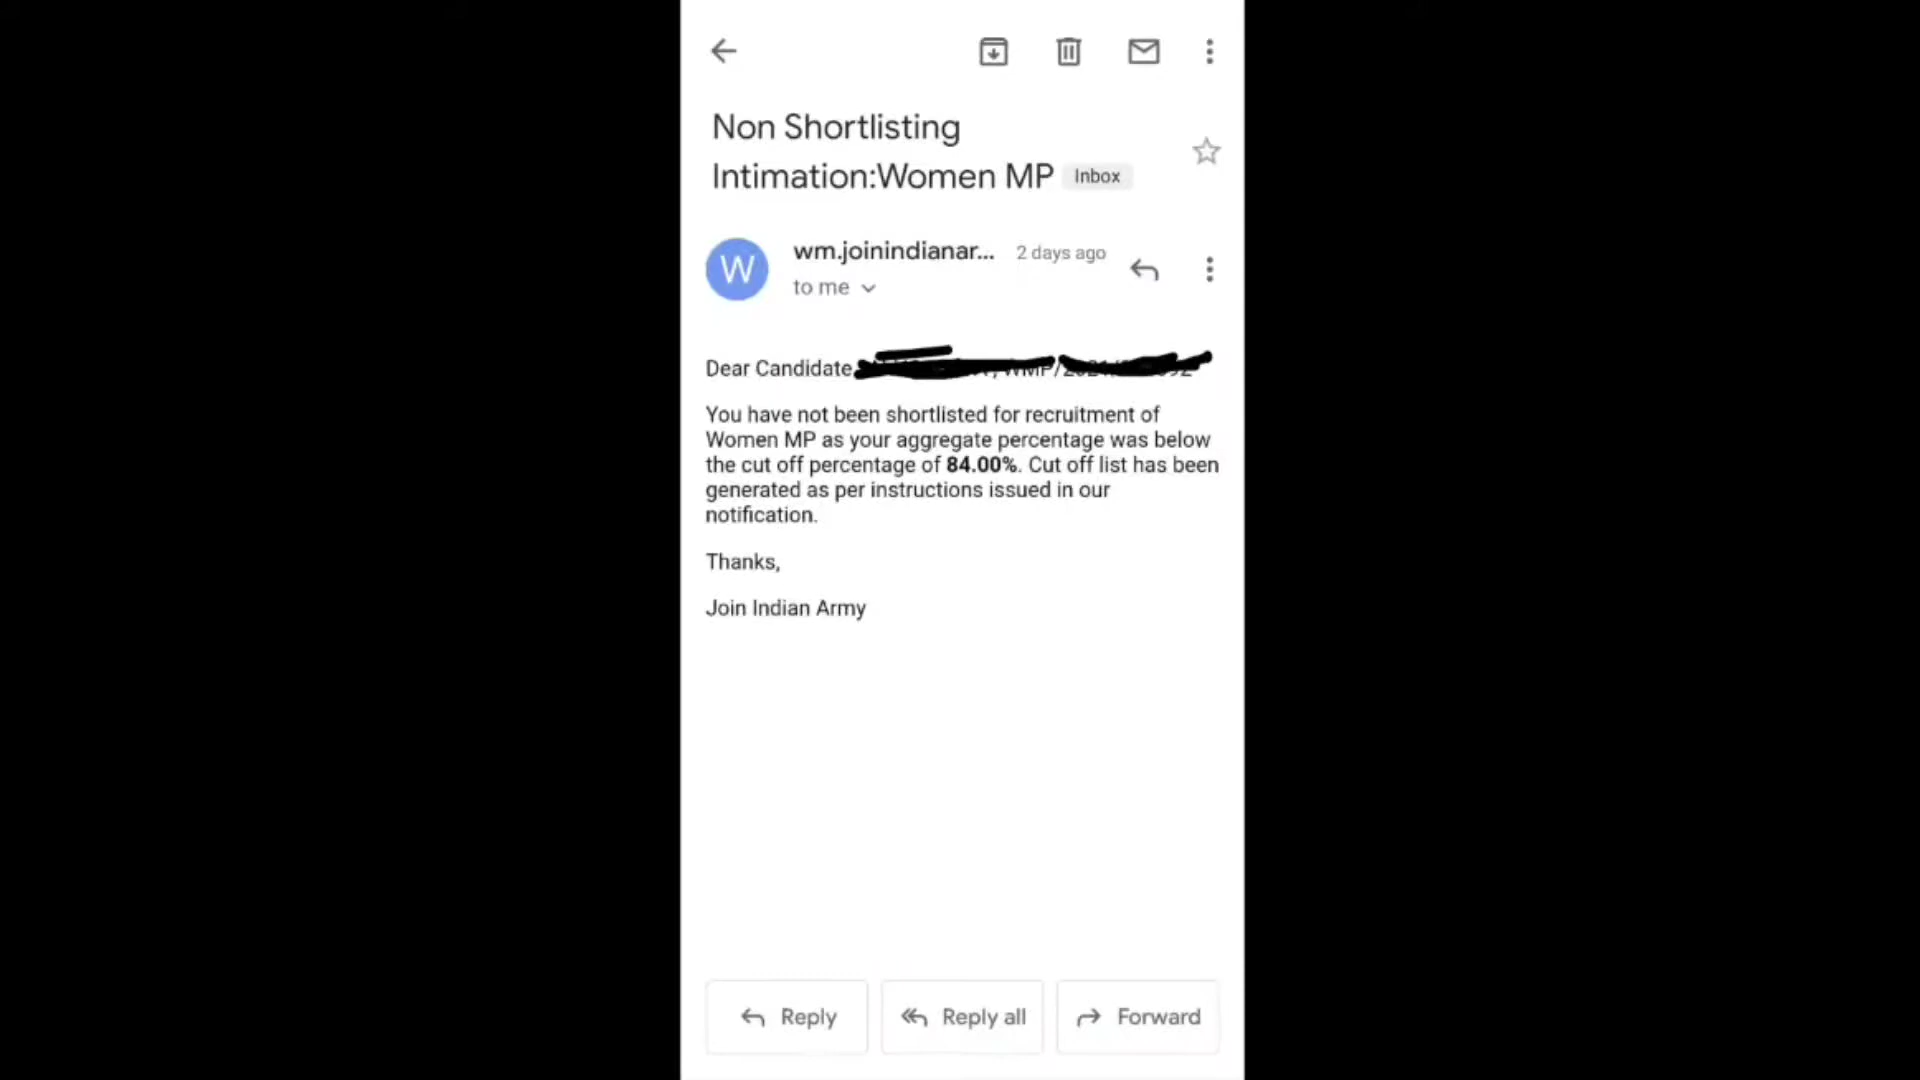 Non Shortlisting
Intimation:Women MP Inbox
W
wm.joinindianar... 2 days ago
to me
Dear Candidate
You have not been shortlisted for recruitment of
Women MP as your aggregate percentage was below
the cut off percentage of 84.00%. Cut off list has been
generated as per instructions issued in our
notification.
Thanks,
Join Indian Army
Reply Reply all Forward